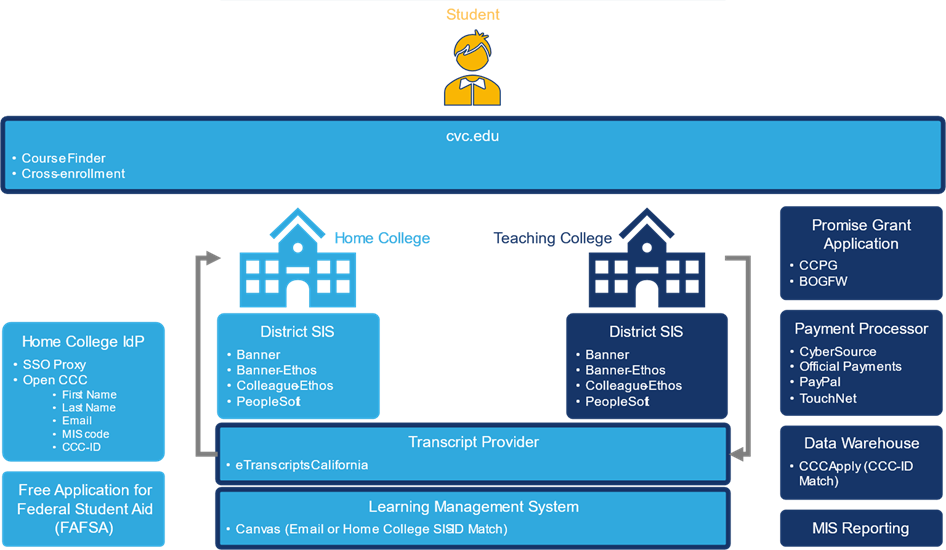 Student
cvc.edu
• Course Finder
• Cross-enrollment
Home College
Teaching College
Home College IdP
• SSO Proxy
• Open CCC
• First Name
• Last Name
• Email
• MIS code
• CCC-ID
Free Application for
Federal Student Aid
(FAFSA)
District SIS
• Banner
• Banner-Ethos
• Colleague-Ethos
• PeopleSoft
District SIS
• Banner
• Banner-Ethos
• Colleague-Ethos
• PeopleSoft
Transcript Provider
• eTranscriptsCalifornia
Learning Management System
• Canvas (Email or Home College SISID Match)
Promise Grant
Application
• CCPG
• BOGFW
Payment Processor
• CyberSource
• Official Payments
• PayPal
• TouchNet
Data Warehouse
• CCCApply (CCC-ID
Match)
MIS Reporting